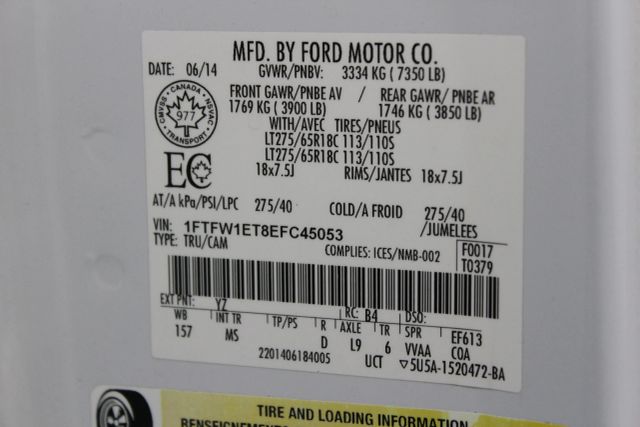 MFD. BY FORD MOTOR CO.
DATE: 06/14 GVWR/PNBV: 3334 KG ( 7350 LB)
FRONT GAWR/PNBE AV / REAR GAWR/ PNBE AR
1769 KG ( 3900 LB) 1746 KG ( 3850 LB)
WITH/AVEC TIRES/PNEUS
LT275/65R18C 113/110S
LT275/65R18C 113/110S
18x7.5J RIMS/JANTES 18x7.5J
CMVSS · CANADA · NSVAC
977
TRANSPORT
EC
AT/A kPa/PSI/LPC 275/40 COLD/A FROID 275/40
/JUMELEES
VIN: 1FTFW1ET8EFC45053
TYPE: TRU/CAM COMPLIES: ICES/NMB-002
F0017
T0379
EXT PNT: YZ RC: B4 DSO:
WB INT TR TP/PS R AXLE TR SPR EF613
157 MS D L9 6 VVAA COA
2201406184005 UCT ▽5U5A-1520472-BA
TIRE AND LOADING INFORMATION